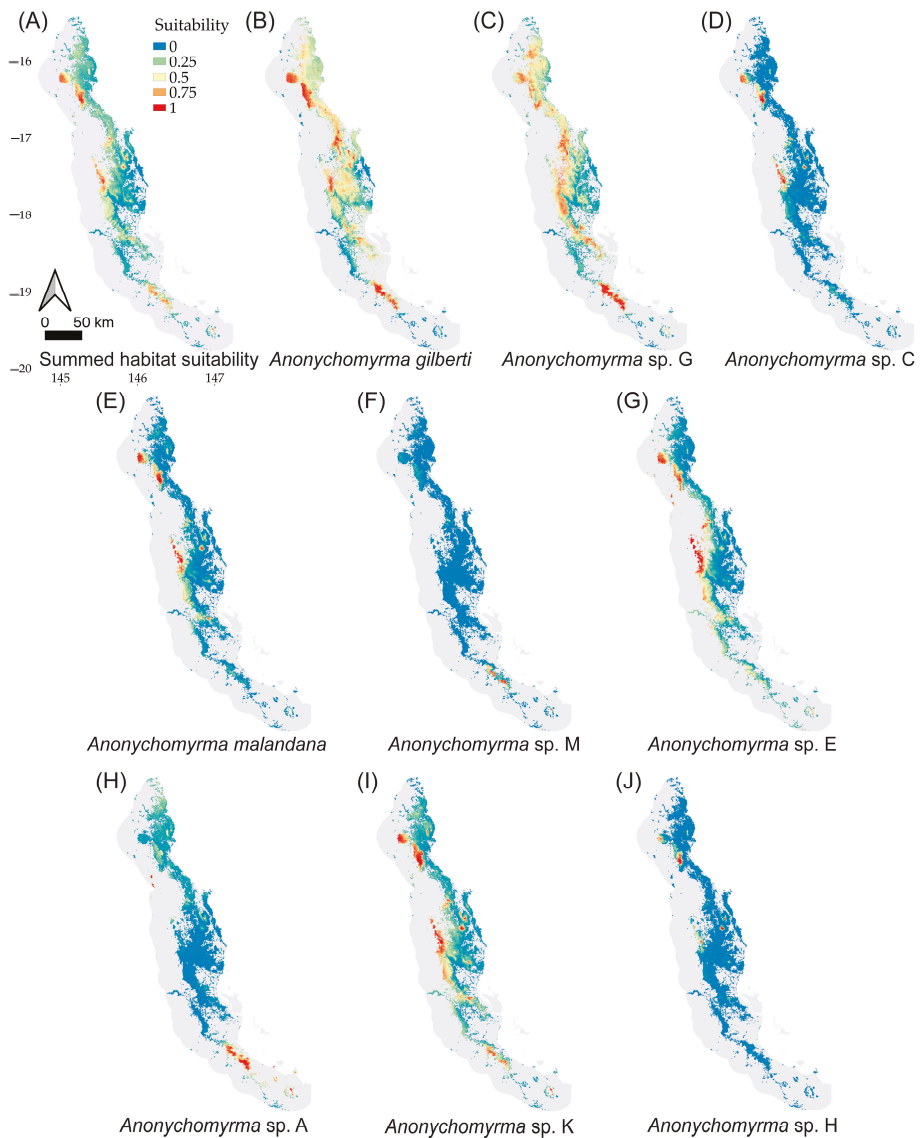 (A)
(B)
(C)
(D)
Suitability
0
0.25
0.5
0.75
1
−16
−17
−18
−19
−20
0 50 km
Summed habitat suitability
Anonychomyrma gilberti
Anonychomyrma sp. G
Anonychomyrma sp. C
145 146 147
(E)
(F)
(G)
Anonychomyrma malandana
Anonychomyrma sp. M
Anonychomyrma sp. E
(H)
(I)
(J)
Anonychomyrma sp. A
Anonychomyrma sp. K
Anonychomyrma sp. H